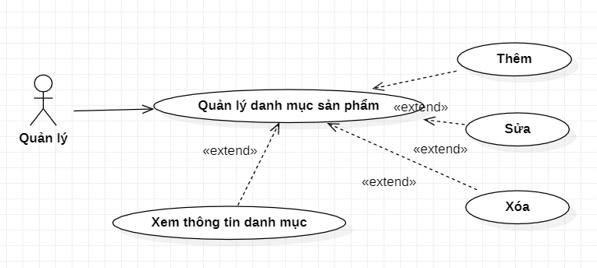 Thêm
Quản lý danh mục sản phẩm
«extend»
Sửa
Quản lý
«extend»
«extend»
«extend»
Xóa
Xem thông tin danh mục